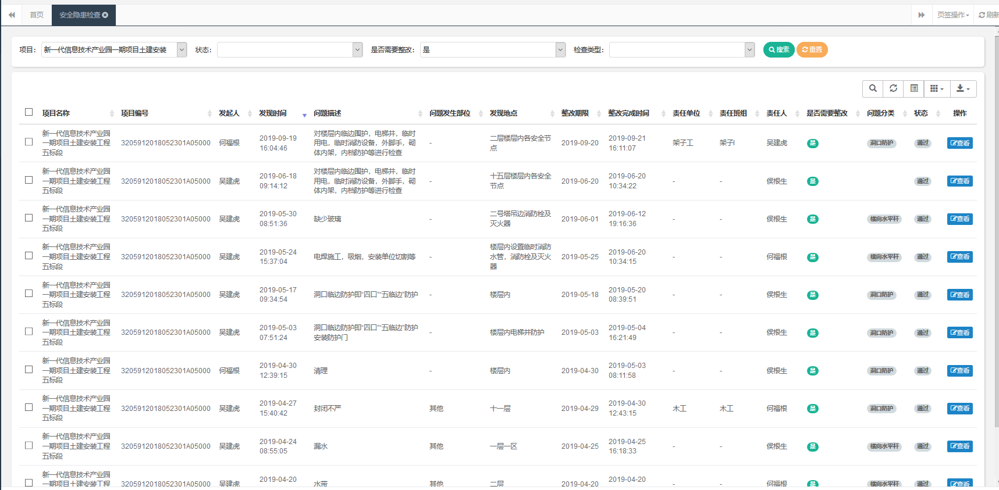 首页 安全隐患检查 页签操作 刷新
项目： 新一代信息技术产业园一期项目土建安装 状态： 是否需要整改： 是 检查类型： 搜索 重置
项目名称 项目编号 发起人 发现时间 问题描述 问题发生部位 发现地点 整改期限 整改完成时间 责任单位 责任班组 责任人 是否需要整改 问题分类 状态 操作
新一代信息技术产业园 2019-09-19 对楼层内临边围护，电梯井，临时 二层楼层内各安全节 2019-09-21
一期项目土建安装工程 3205912018052301A05000 何福根 用电，临时消防设备，外脚手，砌 - 2019-09-20 架子工 架子I 吴建虎 是 洞口防护 通过 查看
五标段 16:04:46 体内架，内档防护等进行检查 点 16:11:07
新一代信息技术产业园 2019-06-18 对楼层内临边围护，电梯井，临时 十五层楼层内各安全 2019-06-20
一期项目土建安装工程 3205912018052301A05000 吴建虎 用电，临时消防设备，外脚手，砌 - 2019-06-20 - - 侯根生 是 通过 查看
五标段 09:14:12 体内架，内档防护等进行检查 节点 10:34:22
新一代信息技术产业园 2019-05-30 二号塔吊边消防栓及 2019-06-12
一期项目土建安装工程 3205912018052301A05000 吴建虎 缺少玻璃 - 2019-06-01 - - 侯根生 是 横向水平杆 通过 查看
五标段 08:51:36 灭火器 19:16:36
新一代信息技术产业园 2019-05-24 楼层内设置临时消防 2019-06-20
一期项目土建安装工程 3205912018052301A05000 吴建虎 电焊施工，吸烟，安装单位切割等 - 水管，消防栓及灭火 2019-05-25 - - 何福根 是 横向水平杆 通过 查看
五标段 15:37:04 器 10:34:15
新一代信息技术产业园 2019-05-17 2019-05-20
一期项目土建安装工程 3205912018052301A05000 吴建虎 洞口临边防护即“四口”“五临边”防护 - 楼层内 2019-05-18 - - 侯根生 是 洞口防护 通过 查看
五标段 09:34:54 08:39:51
新一代信息技术产业园 2019-05-03 洞口临边防护即“四口”“五临边”防护 2019-05-04
一期项目土建安装工程 3205912018052301A05000 吴建虎 - 楼层内电梯井防护 2019-05-03 - - 侯根生 是 洞口防护 通过 查看
五标段 07:51:24 安装防护门 16:21:49
新一代信息技术产业园 2019-04-30 2019-05-03
一期项目土建安装工程 3205912018052301A05000 何福根 清理 - 楼层内 2019-04-30 - - 侯根生 是 洞口防护 通过 查看
五标段 12:39:15 08:11:58
新一代信息技术产业园 2019-04-27 2019-04-30
一期项目土建安装工程 3205912018052301A05000 吴建虎 封闭不严 其他 十一层 2019-04-29 木工 木工 何福根 是 洞口防护 通过 查看
五标段 15:40:42 12:43:15
新一代信息技术产业园 2019-04-24 2019-04-25
一期项目土建安装工程 3205912018052301A05000 吴建虎 漏水 其他 一层一区 2019-04-25 - - 侯根生 是 横向水平杆 通过 查看
五标段 08:55:05 16:18:33
新一代信息技术产业园 2019-04-20 2019-04-20
一期项目土建安装工程 3205912018052301A05000 吴建虎 水带 其他 二层 2019-04-20 - - 何福根 是 横向水平杆 通过 查看